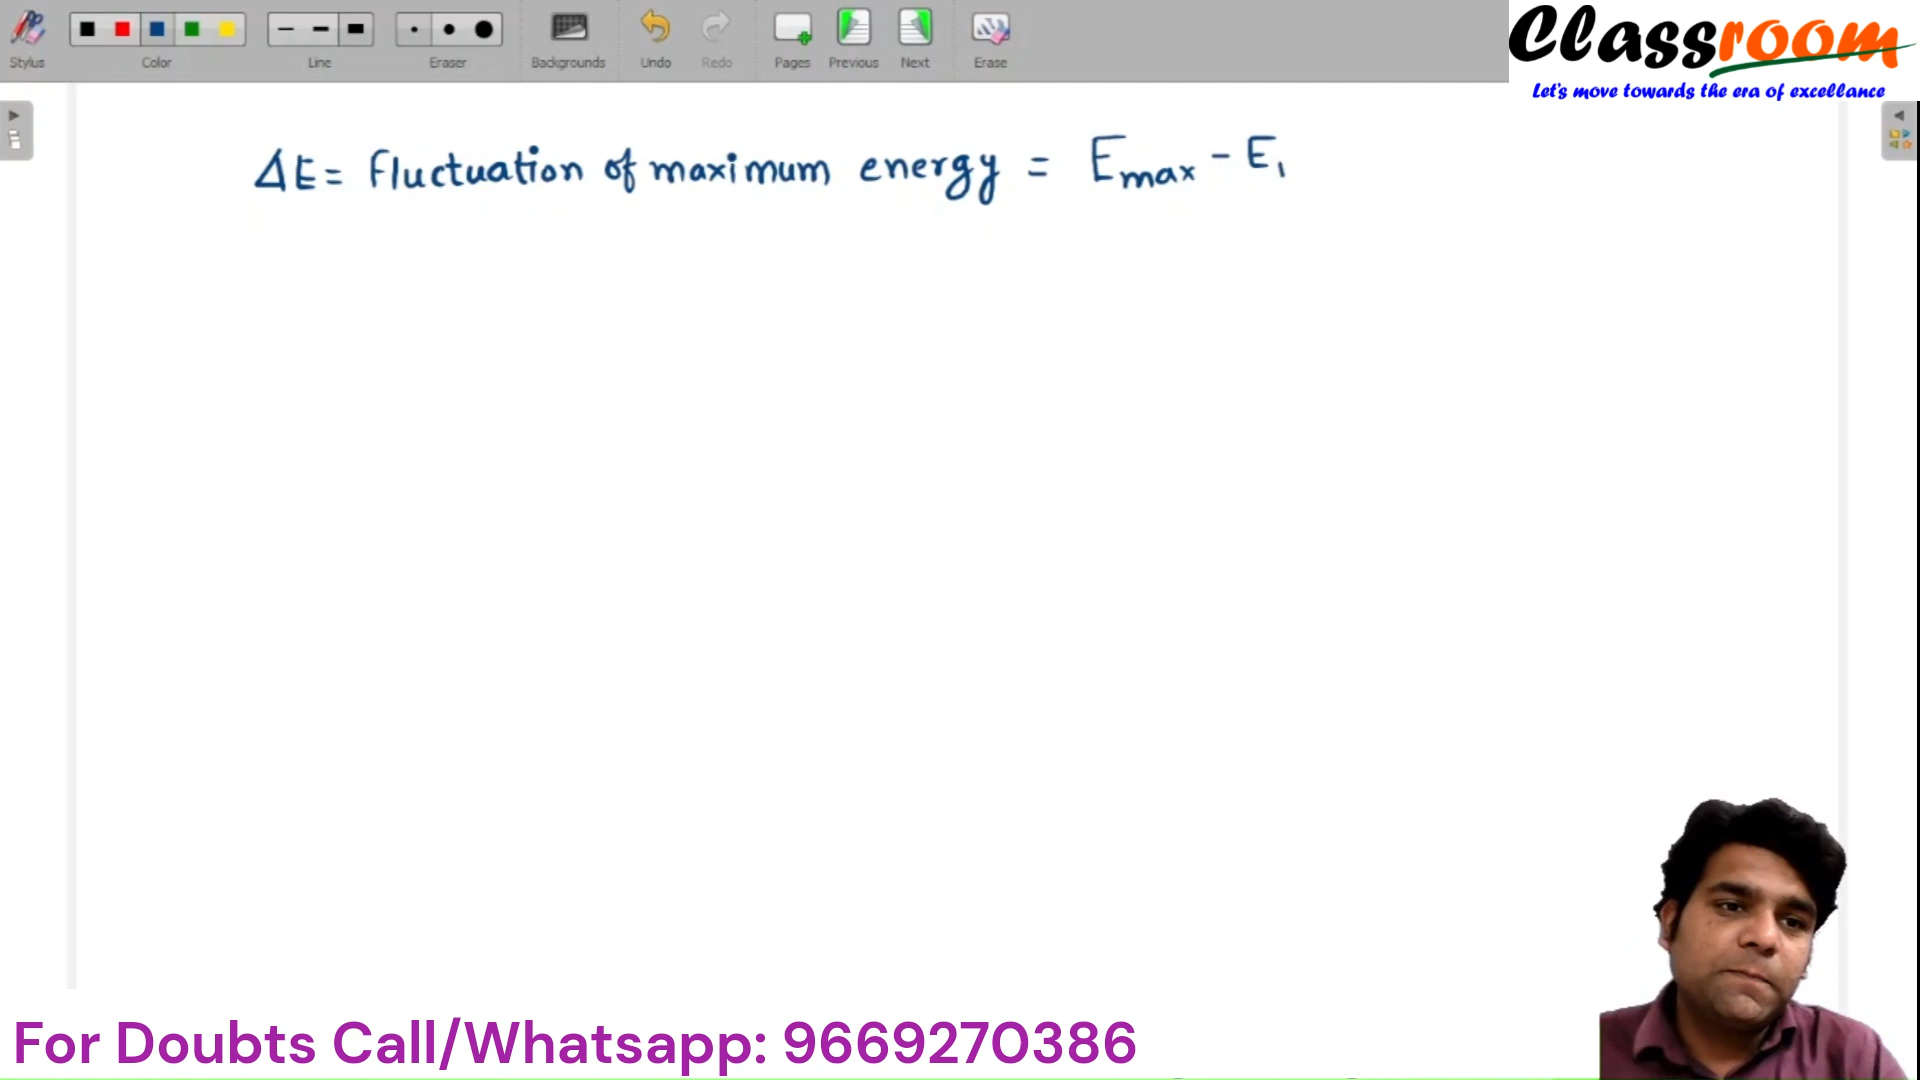 Stylus
Color
Line
Eraser
Backgrounds
Undo
Redo
Pages
Previous
Next
Erase
Classroom
Let's move towards the era of excellance
ΔE = Fluctuation of maximum energy = Emax - E1
For Doubts Call/Whatsapp: 9669270386